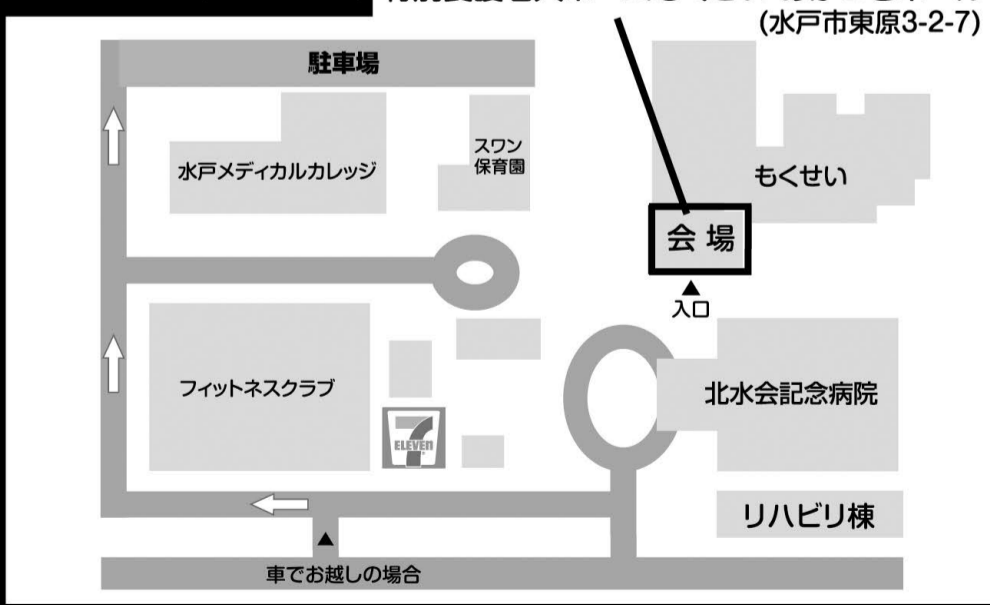 (水戸市東原3-2-7)
駐車場
水戸メディカルカレッジ
スワン
保育園
もくせい
会場
入口
フィットネスクラブ
7
ELEVEn
北水会記念病院
リハビリ棟
車でお越しの場合